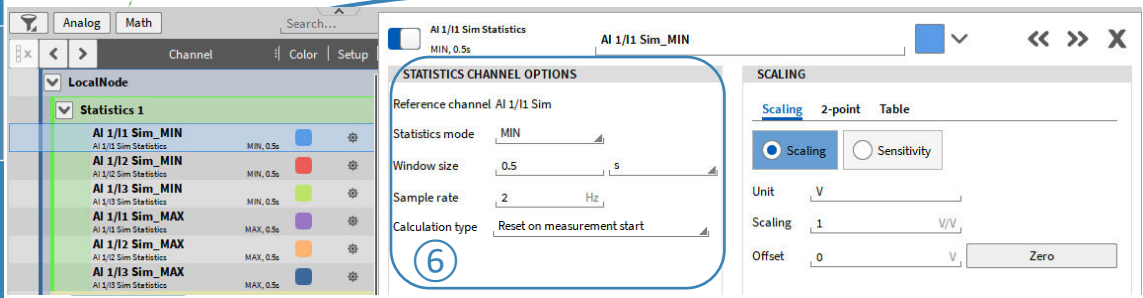 Analog Math Search...
Channel Color Setup
LocalNode
Statistics 1
AI 1/I1 Sim_MIN
AI 1/I1 Sim Statistics MIN, 0.5s
AI 1/I2 Sim_MIN
AI 1/I2 Sim Statistics MIN, 0.5s
AI 1/I3 Sim_MIN
AI 1/I3 Sim Statistics MIN, 0.5s
AI 1/I1 Sim_MAX
AI 1/I1 Sim Statistics MAX, 0.5s
AI 1/I2 Sim_MAX
AI 1/I2 Sim Statistics MAX, 0.5s
AI 1/I3 Sim_MAX
AI 1/I3 Sim Statistics MAX, 0.5s
AI 1/I1 Sim Statistics
MIN, 0.5s
AI 1/I1 Sim_MIN
X
STATISTICS CHANNEL OPTIONS
Reference channel AI 1/I1 Sim
Statistics mode MIN
Window size 0.5 s
Sample rate 2 Hz
Calculation type Reset on measurement start
6
SCALING
Scaling 2-point Table
Scaling Sensitivity
Unit V
Scaling 1 V/V
Offset 0 V Zero